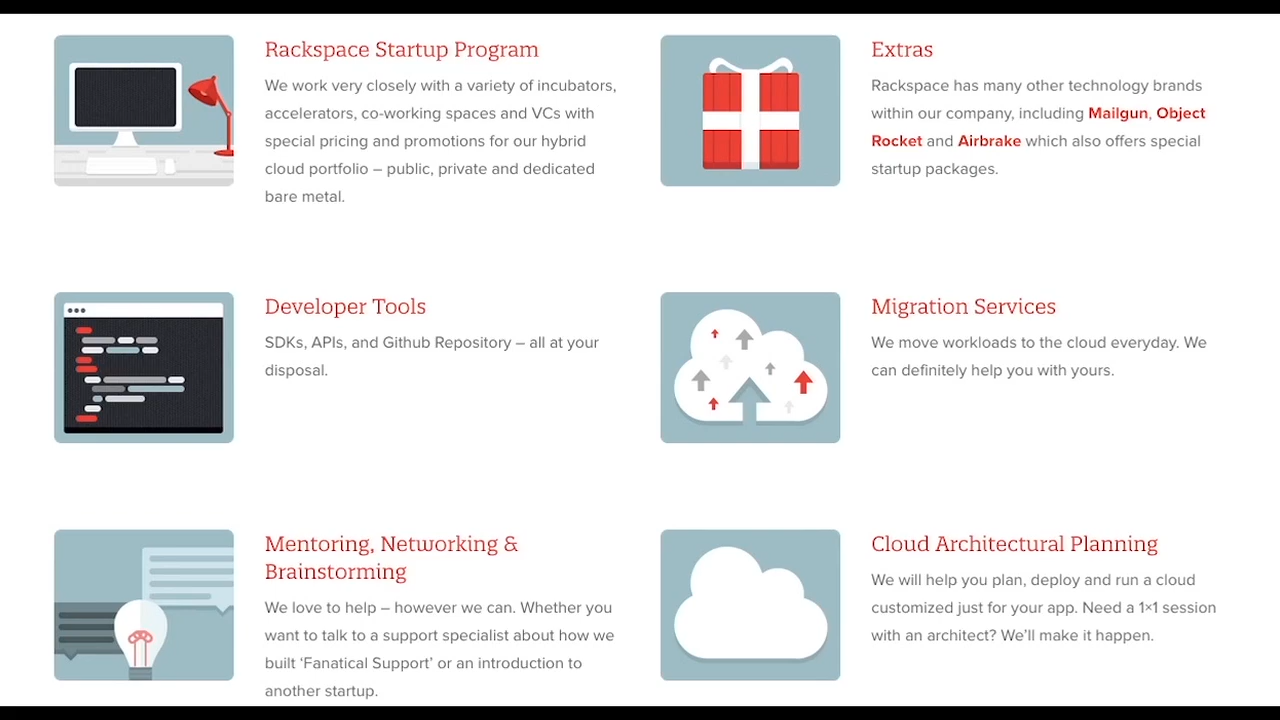 Rackspace Startup Program
We work very closely with a variety of incubators,
accelerators, co-working spaces and VCs with
special pricing and promotions for our hybrid
cloud portfolio – public, private and dedicated
bare metal.
Extras
Rackspace has many other technology brands
within our company, including Mailgun, Object
Rocket and Airbrake which also offers special
startup packages.
Developer Tools
SDKs, APIs, and Github Repository – all at your
disposal.
Migration Services
We move workloads to the cloud everyday. We
can definitely help you with yours.
Mentoring, Networking &
Brainstorming
We love to help – however we can. Whether you
want to talk to a support specialist about how we
built ‘Fanatical Support’ or an introduction to
another startup.
Cloud Architectural Planning
We will help you plan, deploy and run a cloud
customized just for your app. Need a 1×1 session
with an architect? We’ll make it happen.